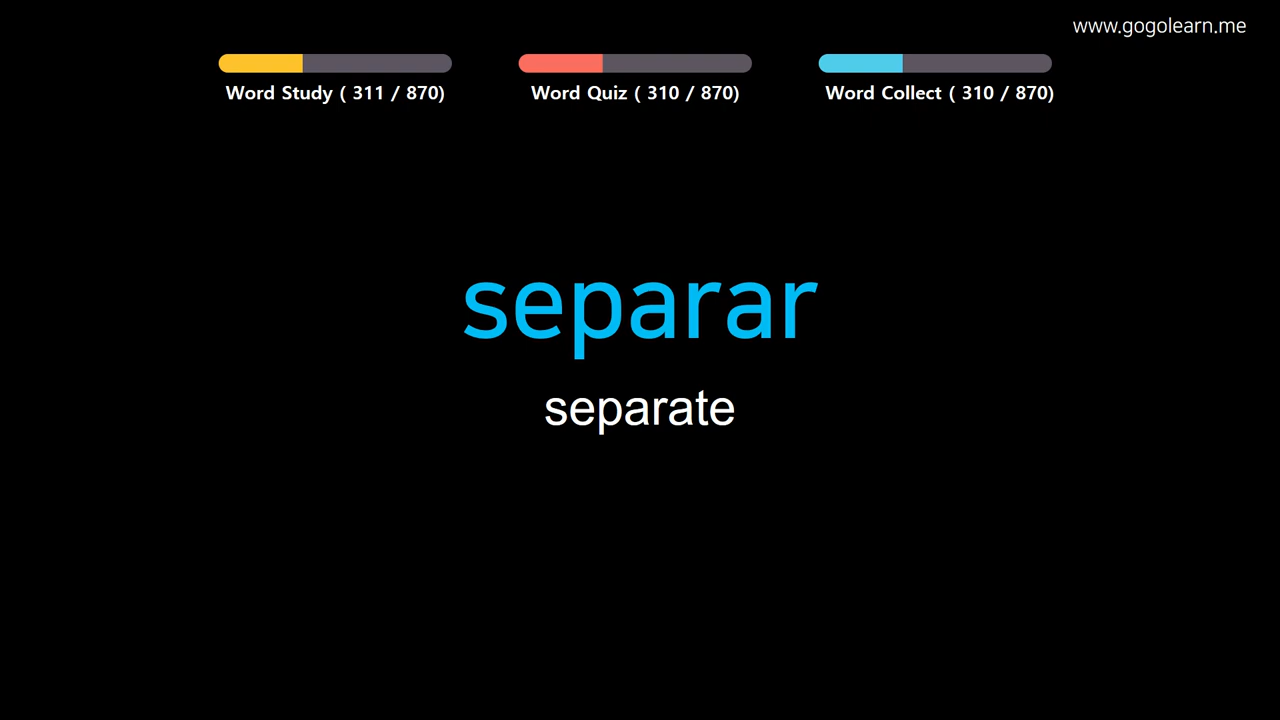 www.gogolearn.me
Word Study ( 311 / 870)
Word Quiz ( 310 / 870)
Word Collect ( 310 / 870)
separar
separate